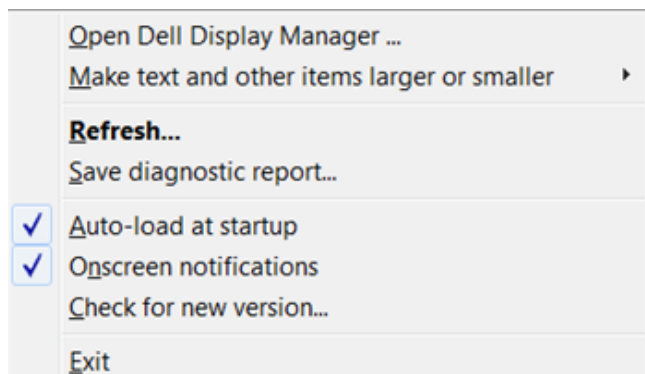 Open Dell Display Manager ...
Make text and other items larger or smaller
Refresh...
Save diagnostic report...
Auto-load at startup
Onscreen notifications
Check for new version...
Exit